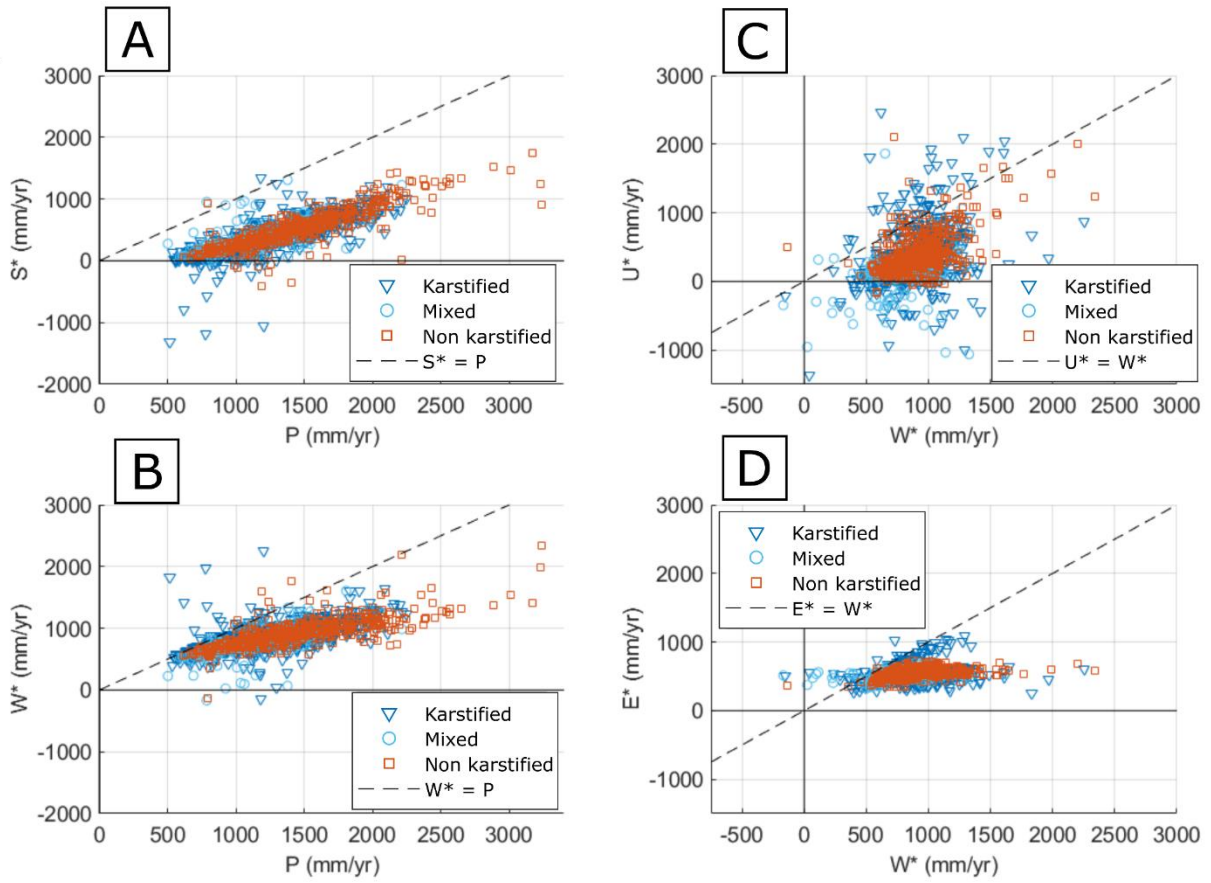 A
3000
2000
1000
0
-1000
-2000
S* (mm/yr)
Karstified
Mixed
Non karstified
S* = P
0 500 1000 1500 2000 2500 3000
P (mm/yr)
C
3000
2000
1000
0
-1000
U* (mm/yr)
Karstified
Mixed
Non karstified
U* = W*
-500 0 500 1000 1500 2000 2500 3000
W* (mm/yr)
B
3000
2000
1000
0
-1000
-2000
W* (mm/yr)
Karstified
Mixed
Non karstified
W* = P
0 500 1000 1500 2000 2500 3000
P (mm/yr)
D
3000
2000
1000
0
-1000
E* (mm/yr)
Karstified
Mixed
Non karstified
E* = W*
-500 0 500 1000 1500 2000 2500 3000
W* (mm/yr)